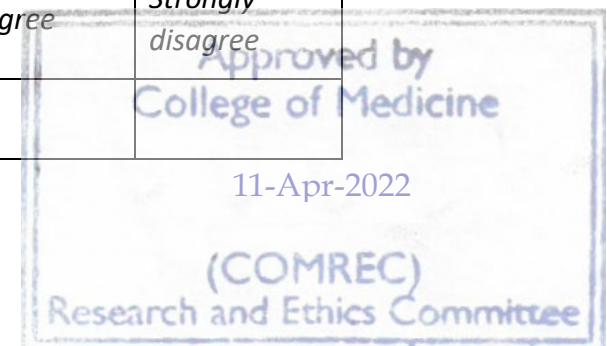 gree
Strongly
disagree
Approved by
College of Medicine
11-Apr-2022
(COMREC)
Research and Ethics Committee